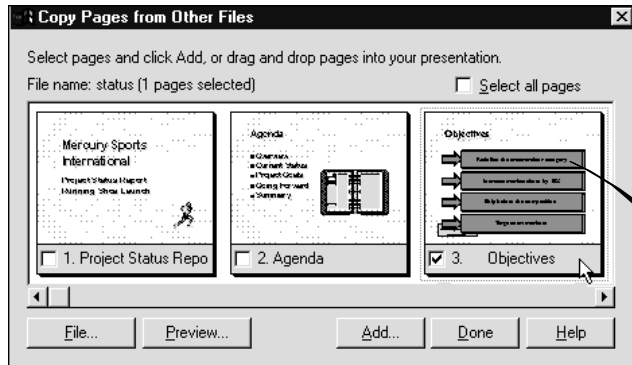 Copy Pages from Other Files
Select pages and click Add, or drag and drop pages into your presentation.
File name: status (1 pages selected)
Select all pages
Mercury Sports
International
Project Status Report
Running Shoe Launch
1. Project Status Repo
Agenda
Overview
Current Status
Project Goals
Going Forward
Summary
2. Agenda
Objectives
3. Objectives
File...
Preview...
Add...
Done
Help